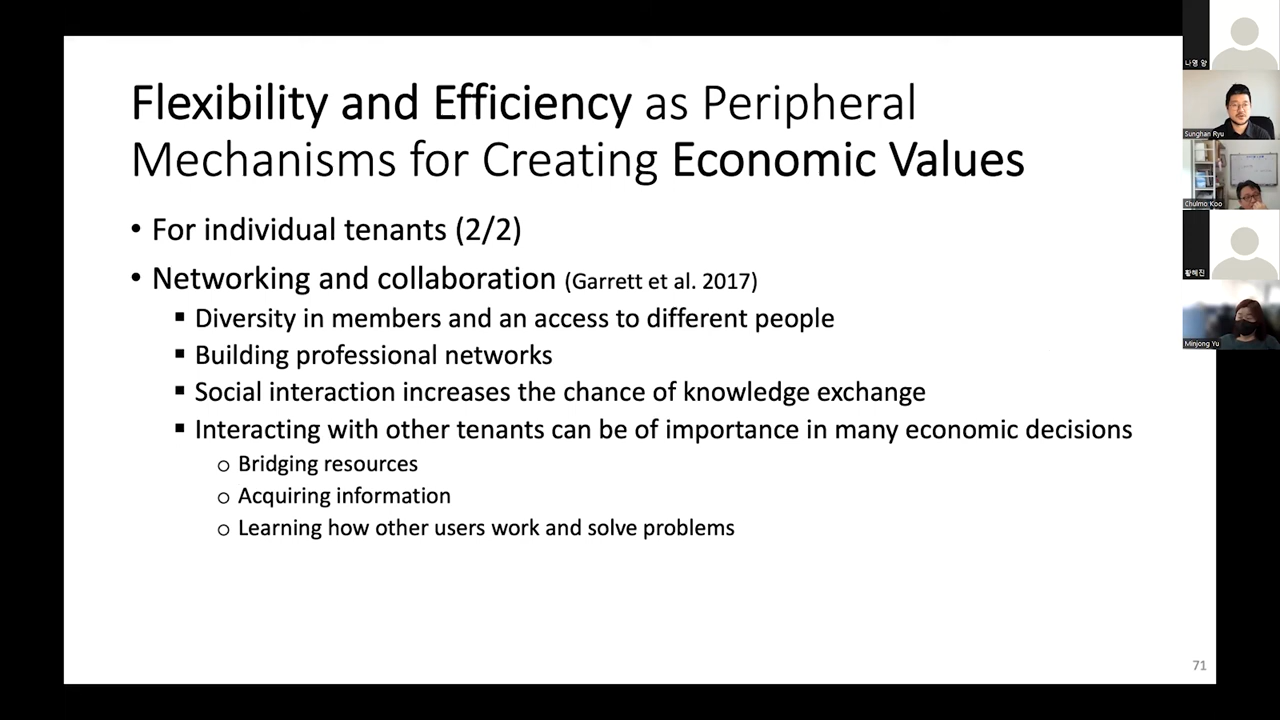 Flexibility and Efficiency as Peripheral
Mechanisms for Creating Economic Values
• For individual tenants (2/2)
• Networking and collaboration (Garrett et al. 2017)
▪ Diversity in members and an access to different people
▪ Building professional networks
▪ Social interaction increases the chance of knowledge exchange
▪ Interacting with other tenants can be of importance in many economic decisions
o Bridging resources
o Acquiring information
o Learning how other users work and solve problems
71
나영 양
Sunghan Ryu
Chulmo Koo
황혜진
Minjong Yu